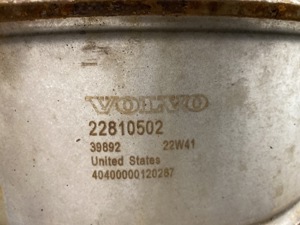 VOLVO
22810502
39892 22W41
United States
40400000120287